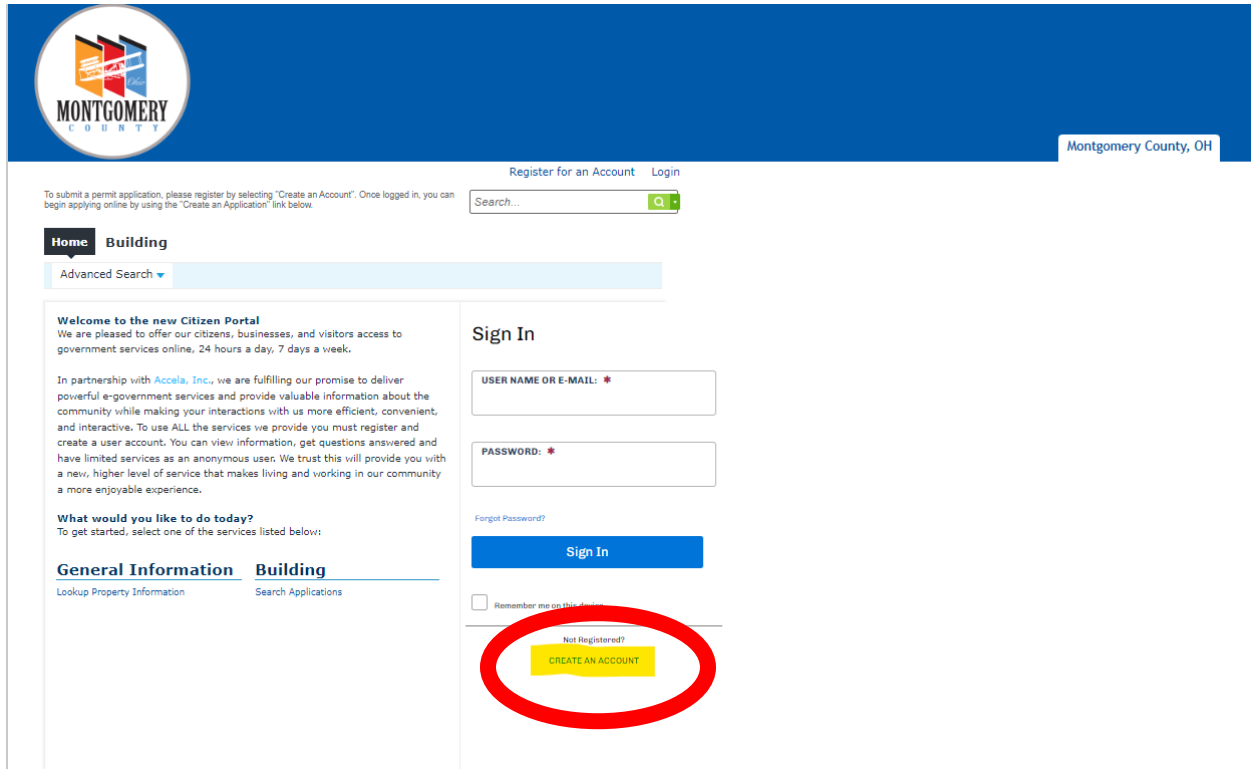 Ohio
MONTGOMERY
COUNTY
Montgomery County, OH
Register for an Account Login
To submit a permit application, please register by selecting "Create an Account". Once logged in, you can
begin applying online by using the "Create an Application" link below.
Search...
Home Building
Advanced Search
Welcome to the new Citizen Portal
We are pleased to offer our citizens, businesses, and visitors access to
government services online, 24 hours a day, 7 days a week.
In partnership with Accela, Inc., we are fulfilling our promise to deliver
powerful e-government services and provide valuable information about the
community while making your interactions with us more efficient, convenient,
and interactive. To use ALL the services we provide you must register and
create a user account. You can view information, get questions answered and
have limited services as an anonymous user. We trust this will provide you with
a new, higher level of service that makes living and working in our community
a more enjoyable experience.
What would you like to do today?
To get started, select one of the services listed below:
General Information Building
Lookup Property Information Search Applications
Sign In
USER NAME OR E-MAIL: *
PASSWORD: *
Forgot Password?
Sign In
Remember me on this device
Not Registered?
CREATE AN ACCOUNT